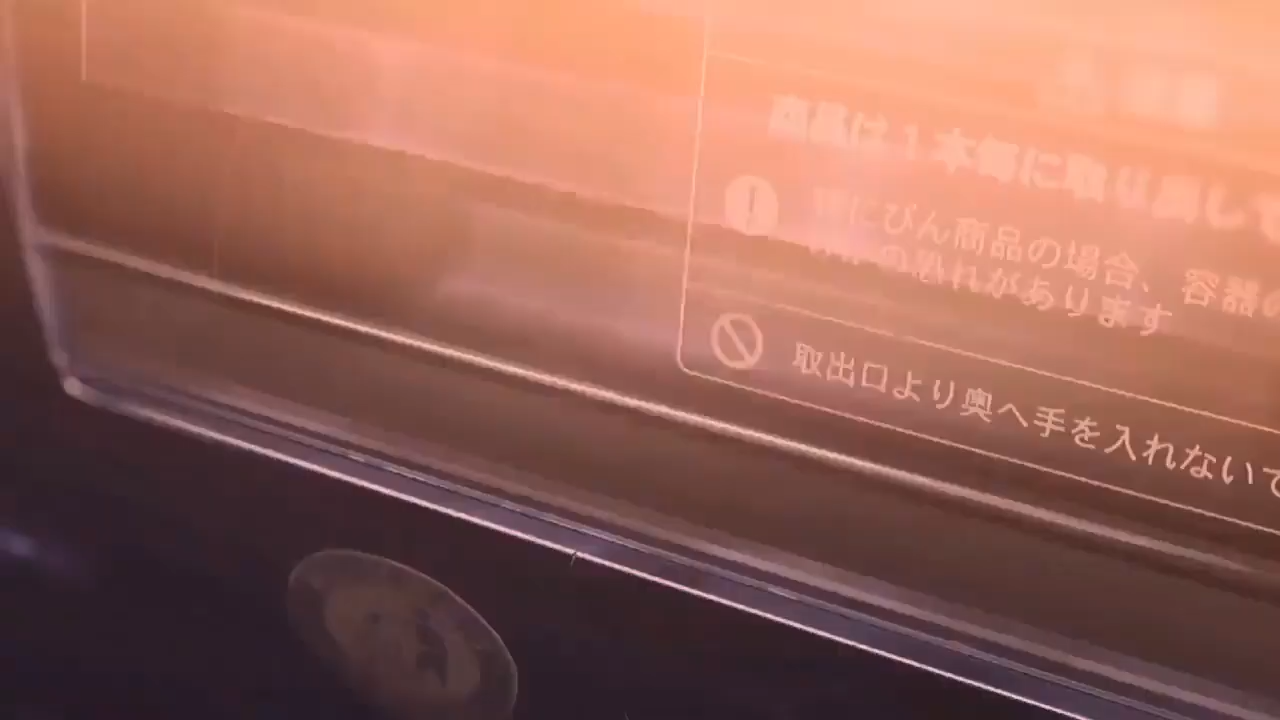 商品は1本毎に取り出して
特にびん商品の場合、容器の
の恐れがあります
取出口より奥へ手を入れないで